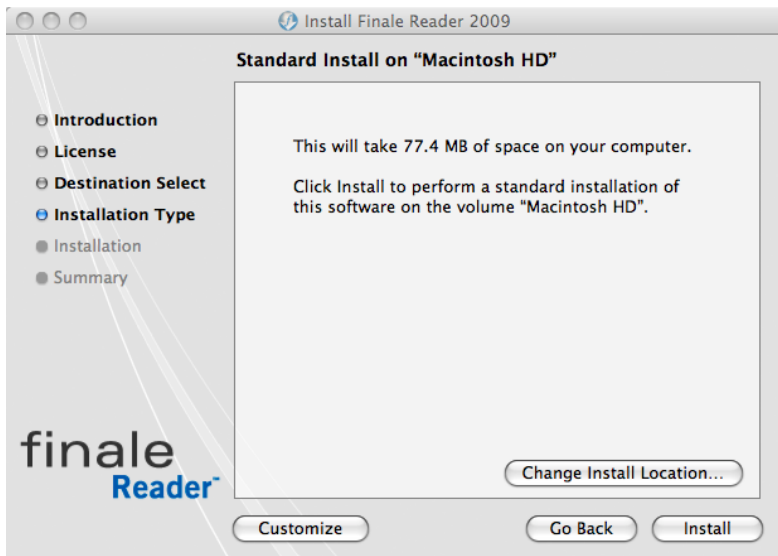 Install Finale Reader 2009
Standard Install on “Macintosh HD”
Introduction
License
Destination Select
Installation Type
Installation
Summary
This will take 77.4 MB of space on your computer.
Click Install to perform a standard installation of
this software on the volume “Macintosh HD”.
finale
Reader™
Change Install Location...
Customize
Go Back
Install